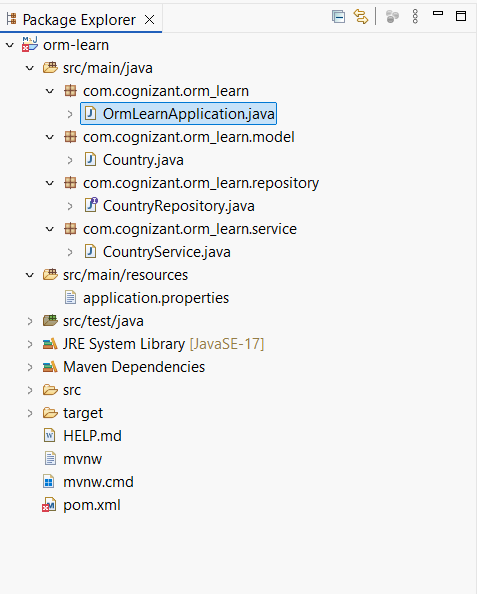 Package Explorer
orm-learn
src/main/java
com.cognizant.orm_learn
OrmLearnApplication.java
com.cognizant.orm_learn.model
Country.java
com.cognizant.orm_learn.repository
CountryRepository.java
com.cognizant.orm_learn.service
CountryService.java
src/main/resources
application.properties
src/test/java
JRE System Library [JavaSE-17]
Maven Dependencies
src
target
HELP.md
mvnw
mvnw.cmd
pom.xml